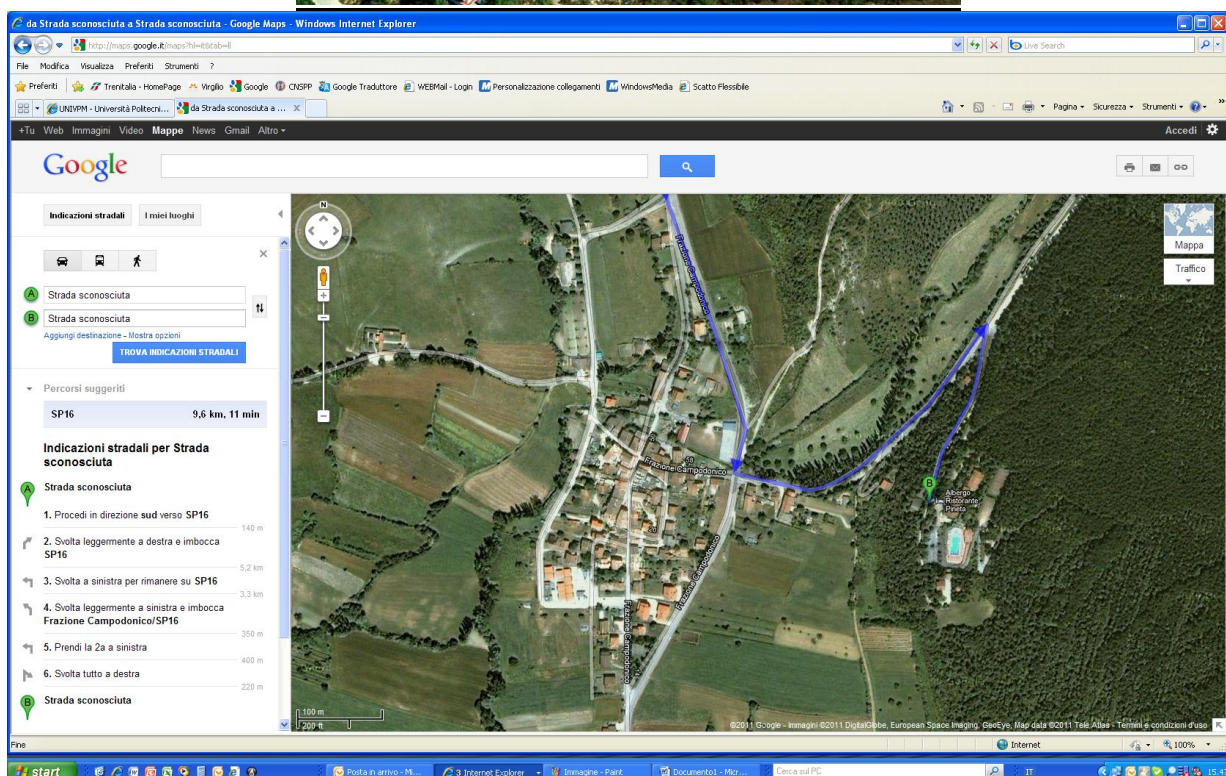 da Strada sconosciuta a Strada sconosciuta - Google Maps - Windows Internet Explorer
http://maps.google.it/maps?hl=it&tab=ll
Live Search
File Modifica Visualizza Preferiti Strumenti ?
Preferiti Trenitalia - HomePage Virgilio Google CNSPP Google Traduttore WEBMail - Login Personalizzazione collegamenti WindowsMedia Scatto Flessibile
UNIVPM - Università Politecni... da Strada sconosciuta a ... X
Pagina Sicurezza Strumenti »
+Tu Web Immagini Video Mappe News Gmail Altro
Accedi
Google
Indicazioni stradali I miei luoghi
N
Mappa
Traffico
A Strada sconosciuta
B Strada sconosciuta
Aggiungi destinazione - Mostra opzioni
TROVA INDICAZIONI STRADALI
Percorsi suggeriti
SP16 9,6 km, 11 min
Indicazioni stradali per Strada
sconosciuta
A Strada sconosciuta
1. Procedi in direzione sud verso SP16
140 m
2. Svolta leggermente a destra e imbocca
SP16
5,2 km
3. Svolta a sinistra per rimanere su SP16
3,3 km
4. Svolta leggermente a sinistra e imbocca
Frazione Campodonico/SP16
350 m
5. Prendi la 2a a sinistra
400 m
6. Svolta tutto a destra
220 m
B Strada sconosciuta
Frazione Campodonico
Frazione Campodonico
Frazione Campodonico
Frazione Campodonico
B
Albergo
Ristorante
Pineta
100 m
200 ft
©2011 Google - Immagini ©2011 DigitalGlobe, European Space Imaging, GeoEye, Map data ©2011 Tele Atlas - Termini e condizioni d'uso
Fine
Internet
100%
start
Posta in arrivo - Mi... 3 Internet Explorer Immagine - Paint Documento1 - Micr... Cerca sul PC
IT
15.47